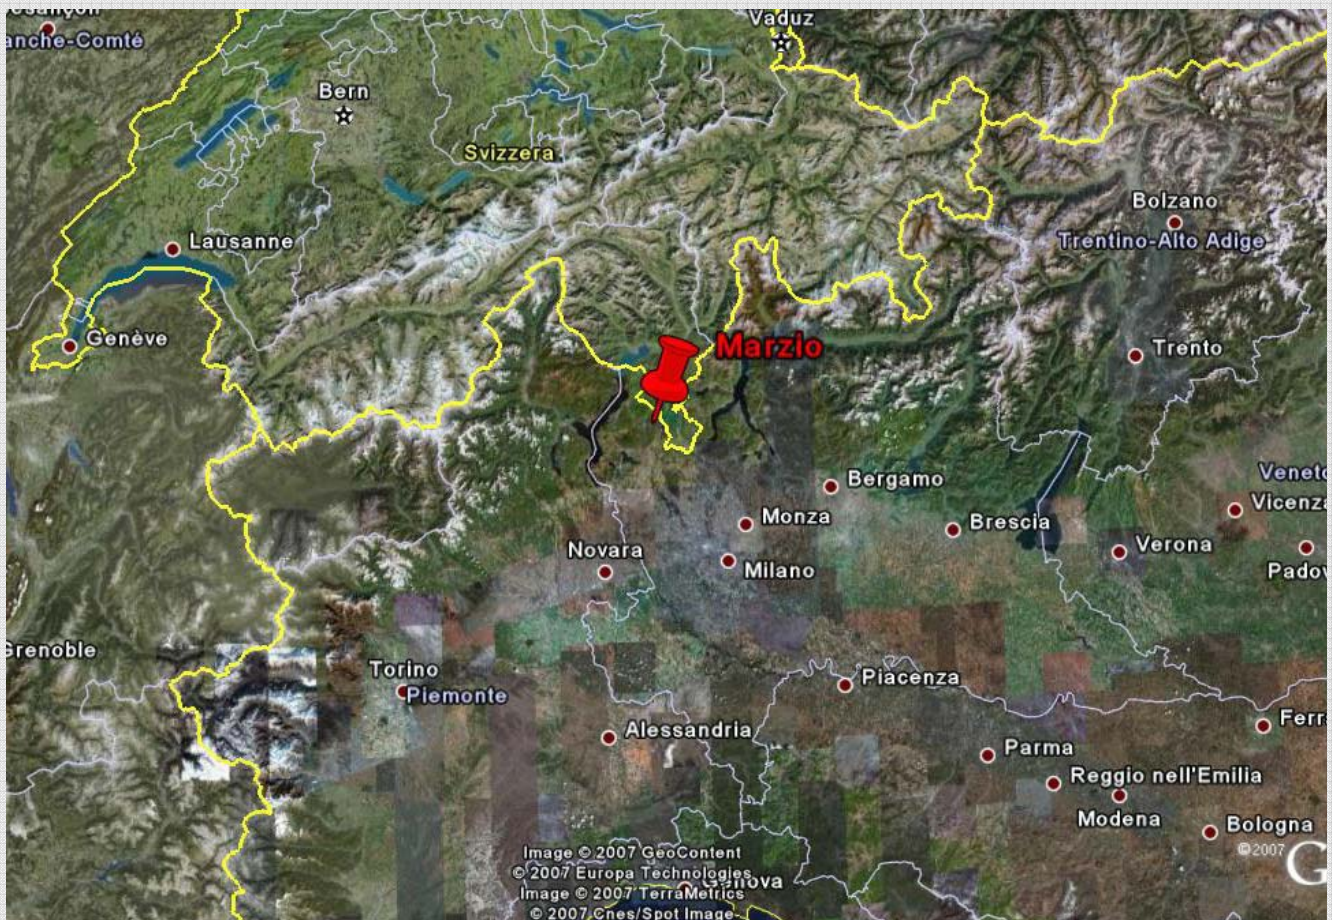 Vaduz
anche-Comté
Bern
Svizzera
Bolzano
Trentino-Alto Adige
Lausanne
Genève
Marzio
Trento
Bergamo
Veneto
Vicenza
Monza
Brescia
Novara
Milano
Verona
Padov
Grenoble
Torino
Piemonte
Piacenza
Alessandria
Ferr
Parma
Reggio nell'Emilia
Modena
Bologna
©2007
G
Image © 2007 GeoContent
© 2007 Europa Technologies
Genova
Image © 2007 TerraMetrics
© 2007 Cnes/Spot Image